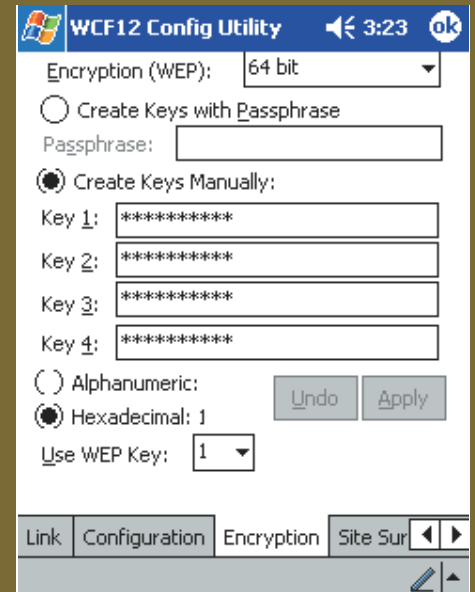 WCF12 Config Utility 3:23 ok
Encryption (WEP): 64 bit
Create Keys with Passphrase
Passphrase:
Create Keys Manually:
Key 1: **********
Key 2: **********
Key 3: **********
Key 4: **********
Alphanumeric:
Undo Apply
Hexadecimal: 1
Use WEP Key: 1
Link Configuration Encryption Site Sur